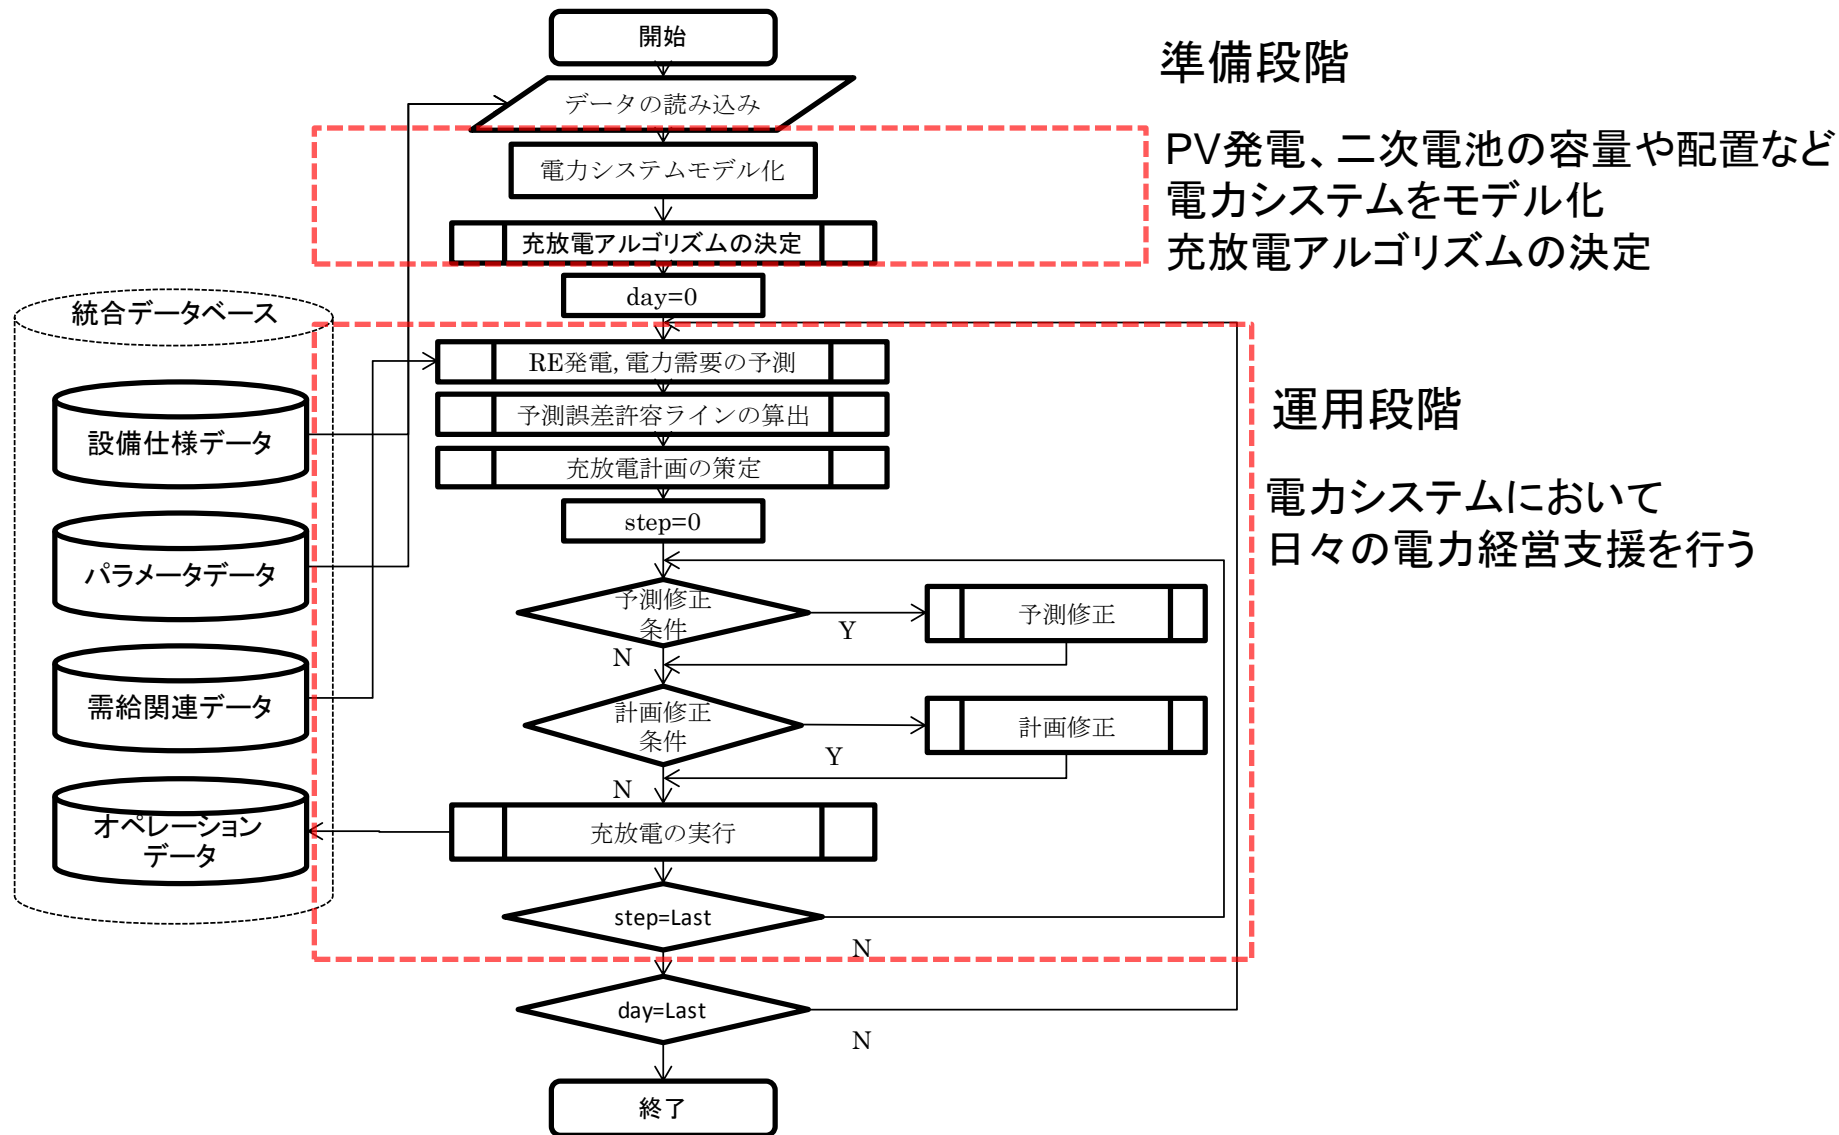 開始
データの読み込み
準備段階
PV発電、二次電池の容量や配置など
電力システムをモデル化
充放電アルゴリズムの決定
電力システムモデル化
充放電アルゴリズムの決定
day=0
統合データベース
設備仕様データ
パラメータデータ
需給関連データ
オペレーション
データ
RE発電,電力需要の予測
予測誤差許容ラインの算出
充放電計画の策定
step=0
運用段階
電力システムにおいて
日々の電力経営支援を行う
予測修正
条件
Y
予測修正
N
計画修正
条件
Y
計画修正
N
充放電の実行
step=Last
N
day=Last
N
終了